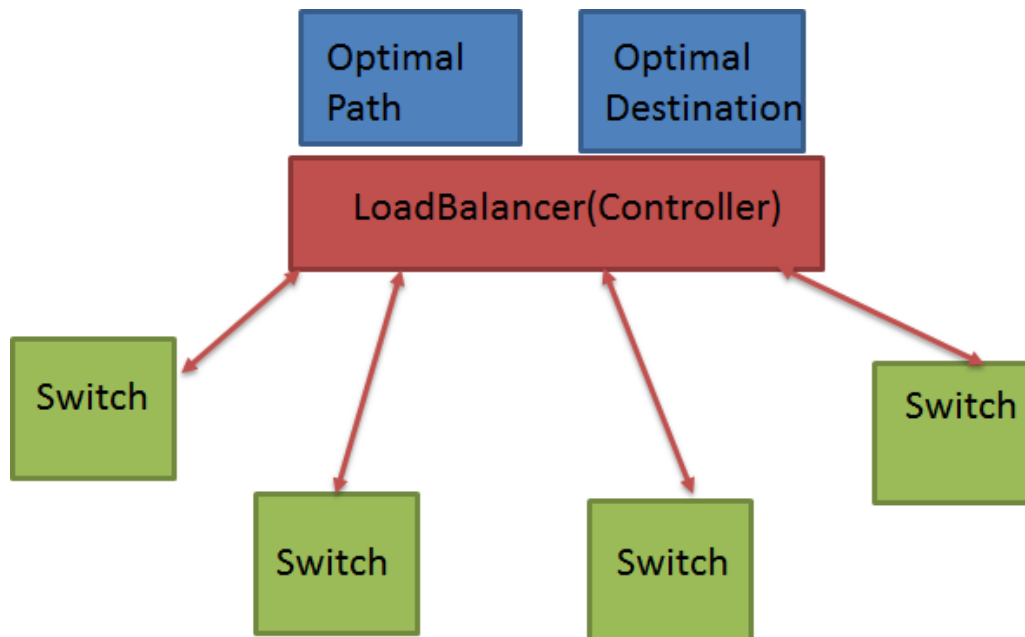 Optimal
Path
Optimal
Destination
LoadBalancer(Controller)
Switch
Switch
Switch
Switch